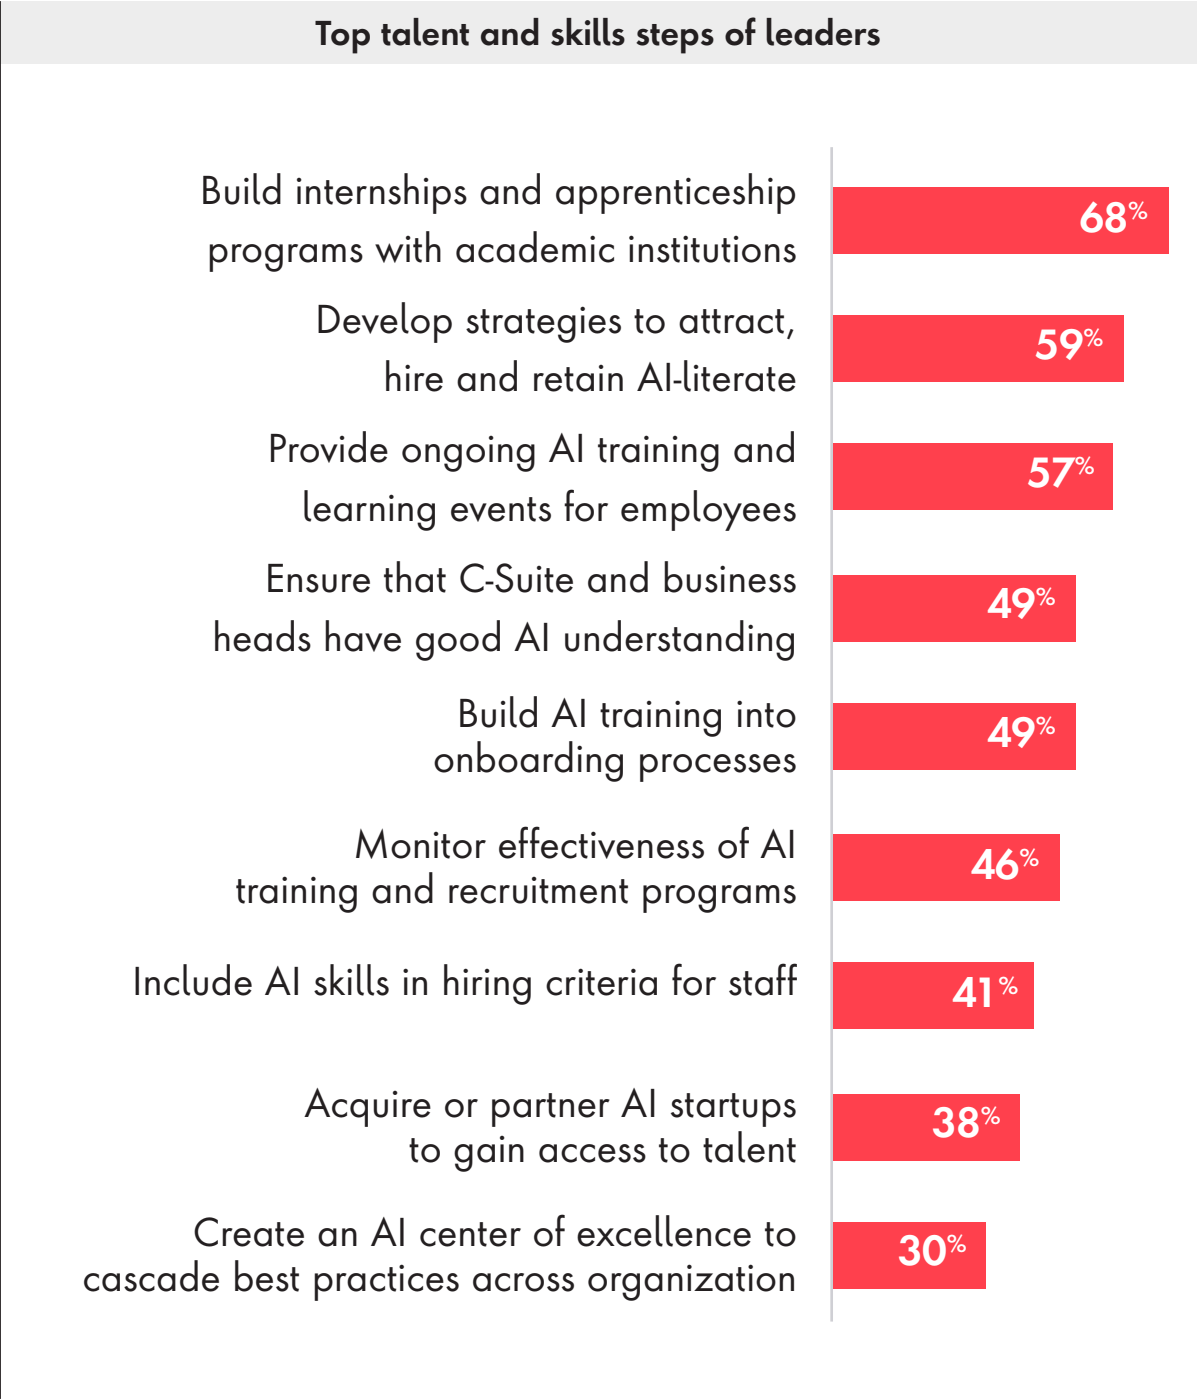 Top talent and skills steps of leaders
Build internships and apprenticeship
programs with academic institutions
68%
Develop strategies to attract,
hire and retain AI-literate
59%
Provide ongoing AI training and
learning events for employees
57%
Ensure that C-Suite and business
heads have good AI understanding
49%
Build AI training into
onboarding processes
49%
Monitor effectiveness of AI
training and recruitment programs
46%
Include AI skills in hiring criteria for staff
41%
Acquire or partner AI startups
to gain access to talent
38%
Create an AI center of excellence to
cascade best practices across organization
30%